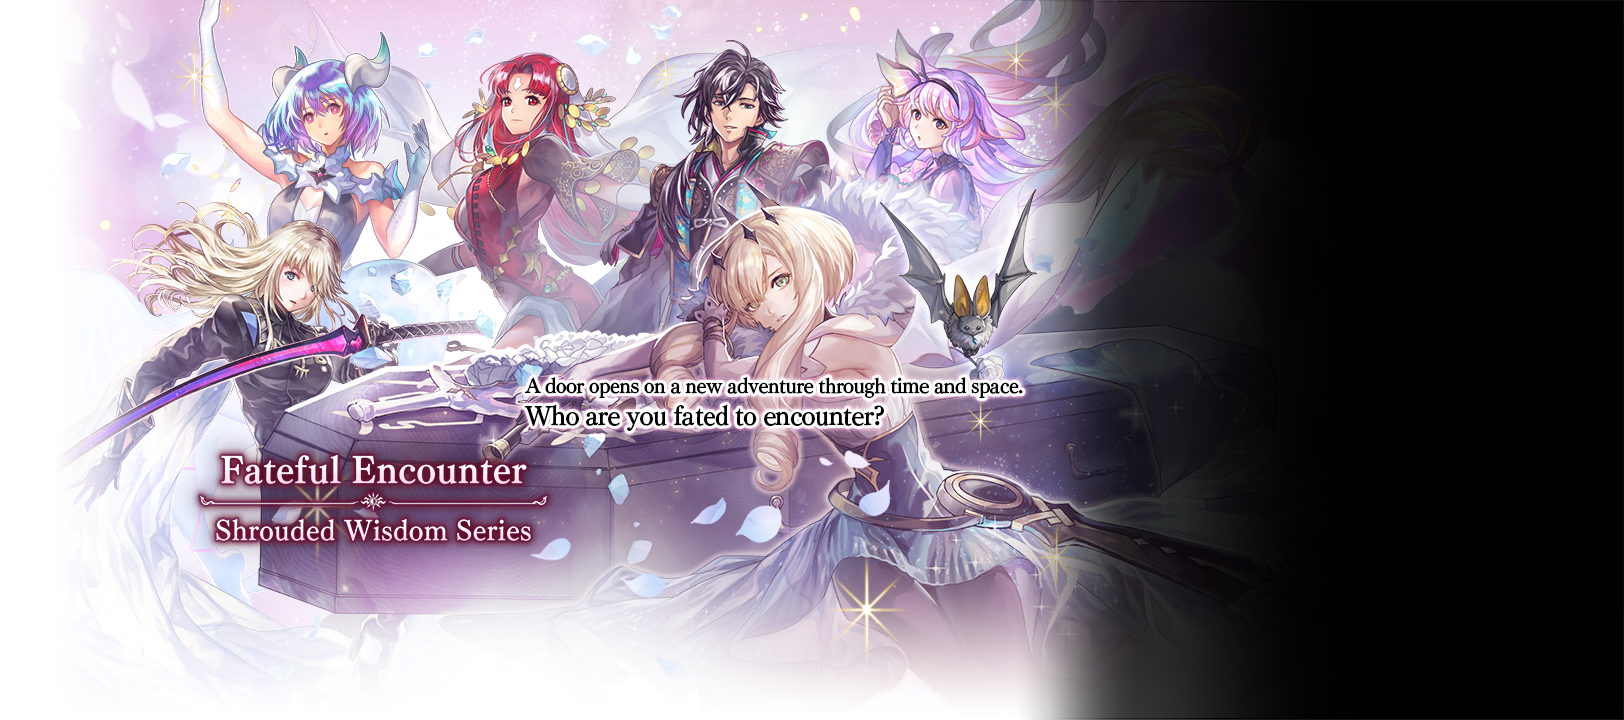 A door opens on a new adventure through time and space.
Who are you fated to encounter?
Fateful Encounter
Shrouded Wisdom Series